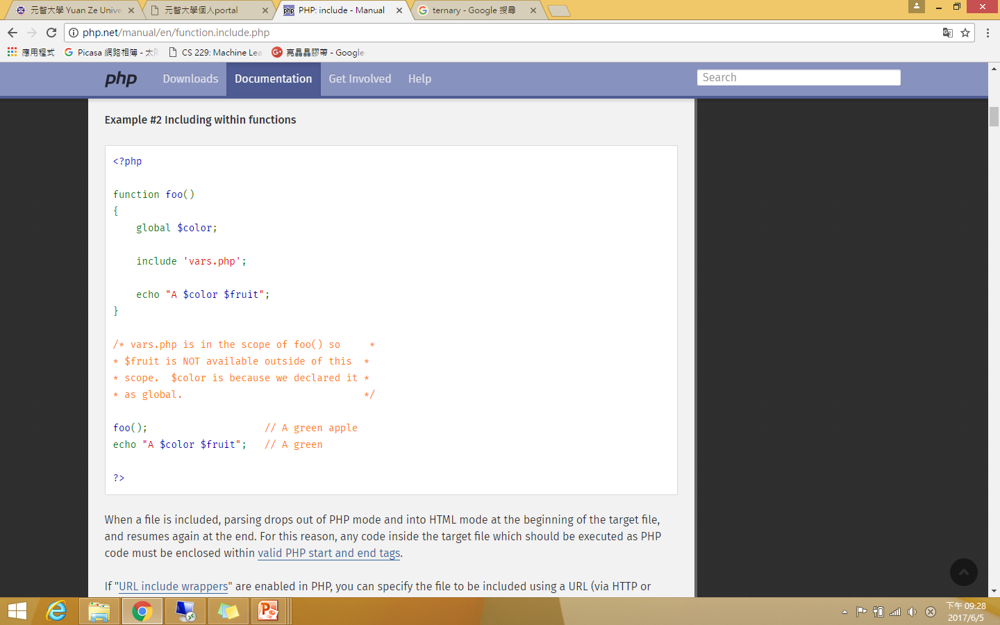 元智大學 Yuan Ze Unive
元智大學個人portal
php PHP: include - Manual
ternary - Google 搜尋
php.net/manual/en/function.include.php
應用程式
Picasa 網路相簿 - 太
CS 229: Machine Lea
亮晶晶膠帶 - Google
php
Downloads
Documentation
Get Involved
Help
Search
Example #2 Including within functions
<?php
function foo()
{
    global $color;
    include 'vars.php';
    echo "A $color $fruit";
}
/* vars.php is in the scope of foo() so     *
* $fruit is NOT available outside of this  *
* scope.  $color is because we declared it *
* as global.                               */
foo();                    // A green apple
echo "A $color $fruit";   // A green
?>
When a file is included, parsing drops out of PHP mode and into HTML mode at the beginning of the target file,
and resumes again at the end. For this reason, any code inside the target file which should be executed as PHP
code must be enclosed within valid PHP start and end tags.
If "URL include wrappers" are enabled in PHP, you can specify the file to be included using a URL (via HTTP or
下午 09:28
2017/6/5